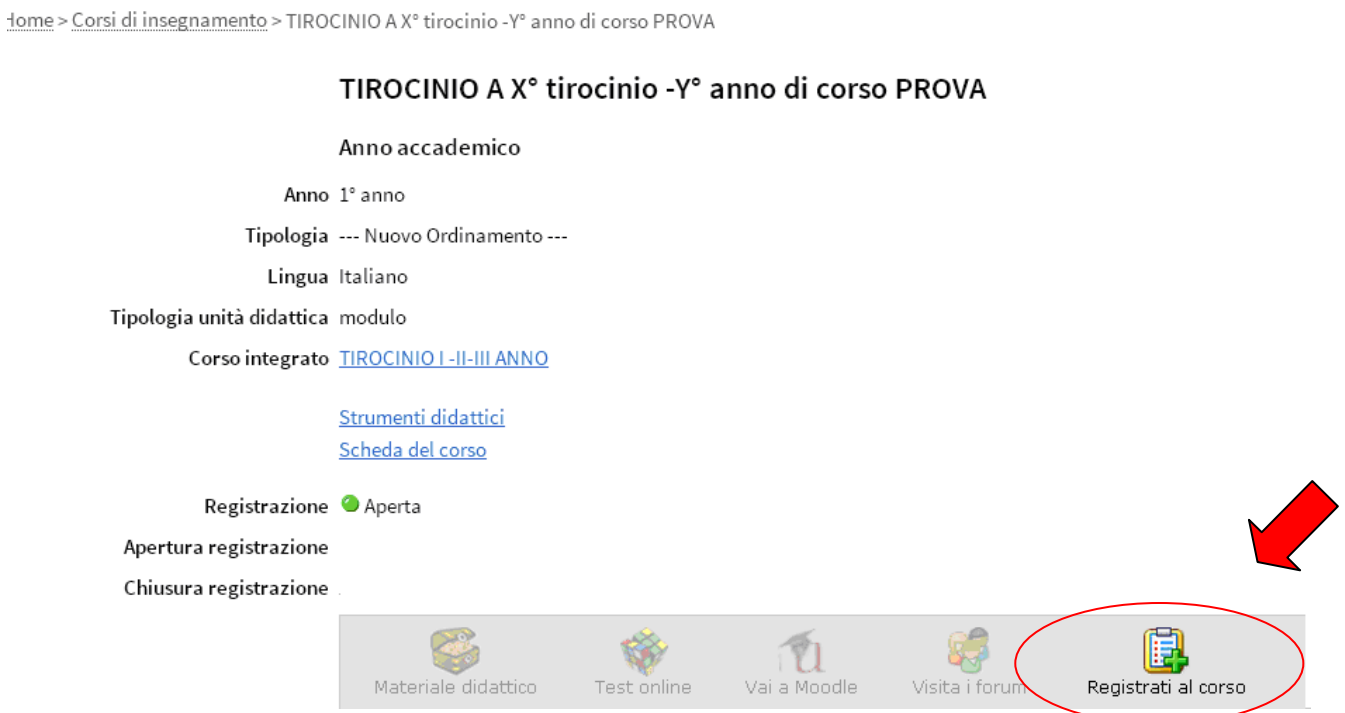 Home > Corsi di insegnamento > TIROCINIO A X° tirocinio -Y° anno di corso PROVA
TIROCINIO A X° tirocinio -Y° anno di corso PROVA
Anno accademico
Anno 1° anno
Tipologia --- Nuovo Ordinamento ---
Lingua Italiano
Tipologia unità didattica modulo
Corso integrato TIROCINIO I -II-III ANNO
Strumenti didattici
Scheda del corso
Registrazione Aperta
Apertura registrazione
Chiusura registrazione
Materiale didattico Test online Vai a Moodle Visita i forum Registrati al corso